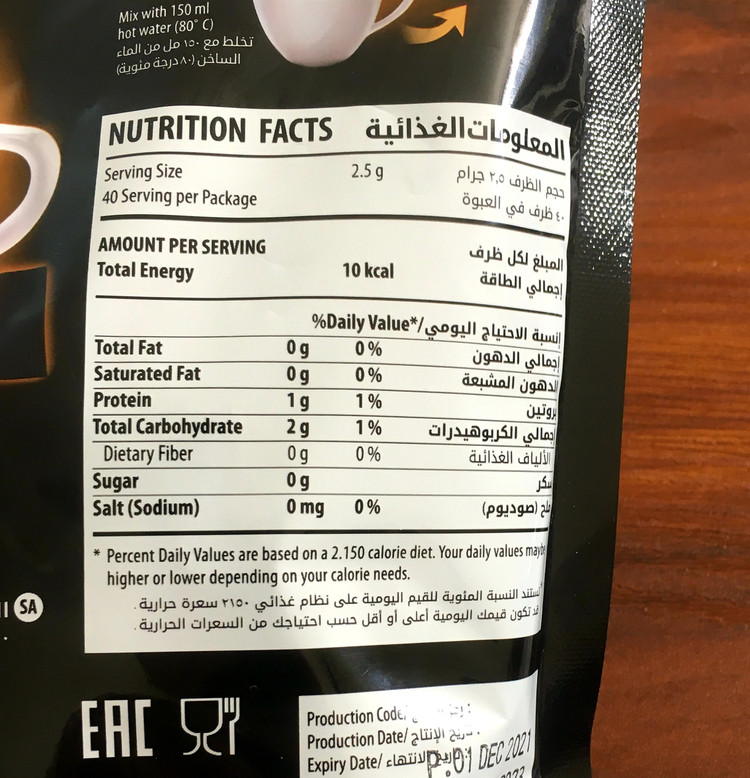 Mix with 150 ml
hot water (80° C)
تخلط مع ١٥٠ مل من الماء
الساخن (٨٠ درجة مئوية)
NUTRITION FACTS المعلومات الغذائية
Serving Size 2.5 g حجم الظرف ٢,٥ جرام
40 Serving per Package ٤٠ ظرف في العبوة
AMOUNT PER SERVING المبلغ لكل ظرف
Total Energy 10 kcal إجمالي الطاقة
%Daily Value*/نسبة الاحتياج اليومي
Total Fat 0 g 0 % إجمالي الدهون
Saturated Fat 0 g 0 % الدهون المشبعة
Protein 1 g 1 % بروتين
Total Carbohydrate 2 g 1 % إجمالي الكربوهيدرات
Dietary Fiber 0 g 0 % الألياف الغذائية
Sugar 0 g سكر
Salt (Sodium) 0 mg 0 % ملح (صوديوم)
* Percent Daily Values are based on a 2.150 calorie diet. Your daily values may be
higher or lower depending on your calorie needs.
تستند النسبة المئوية للقيم اليومية على نظام غذائي ٢١٥٠ سعرة حرارية.
قد تكون قيمك اليومية أعلى أو أقل حسب احتياجك من السعرات الحرارية.
SA
EAC
Production Code/
Production Date/ تاريخ الإنتاج :
Expiry Date/ تاريخ الانتهاء
P:01 DEC 2021